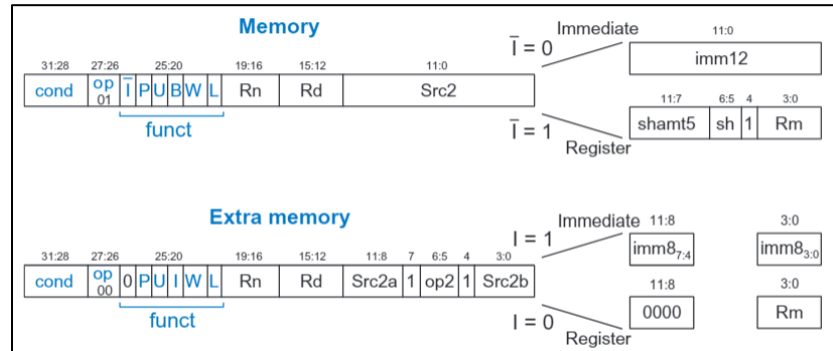 Memory
31:28 27:26 25:20 19:16 15:12 11:0
cond op 01 I̅ P U B W L Rn Rd Src2
funct
I̅ = 0 Immediate
11:0
imm12
I̅ = 1 Register
11:7 6:5 4 3:0
shamt5 sh 1 Rm
Extra memory
31:28 27:26 25:20 19:16 15:12 11:8 7 6:5 4 3:0
cond op 00 0 P U I W L Rn Rd Src2a 1 op2 1 Src2b
funct
I = 1 Immediate
11:8 3:0
imm8₇:₄ imm8₃:₀
I = 0 Register
11:8 3:0
0000 Rm